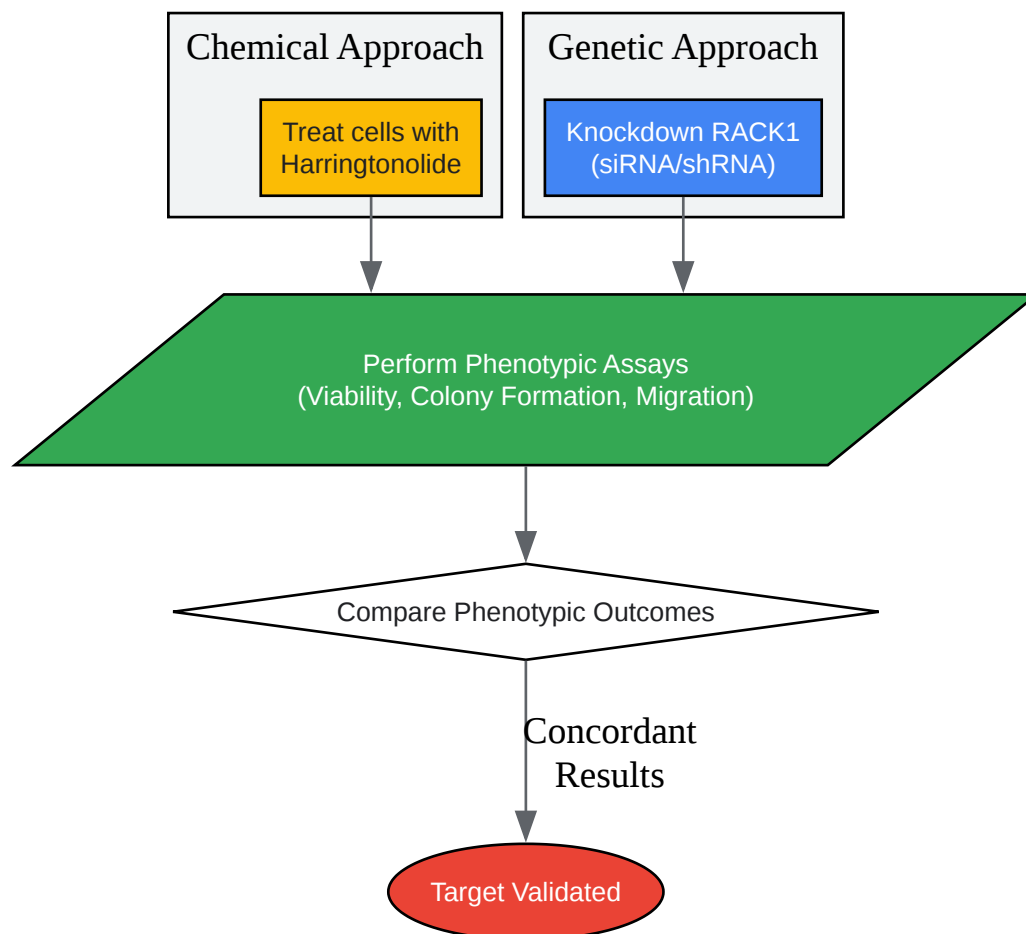 Chemical Approach
Genetic Approach
Treat cells with
Harringtonolide
Knockdown RACK1
(siRNA/shRNA)
Perform Phenotypic Assays
(Viability, Colony Formation, Migration)
Compare Phenotypic Outcomes
Concordant
Results
Target Validated